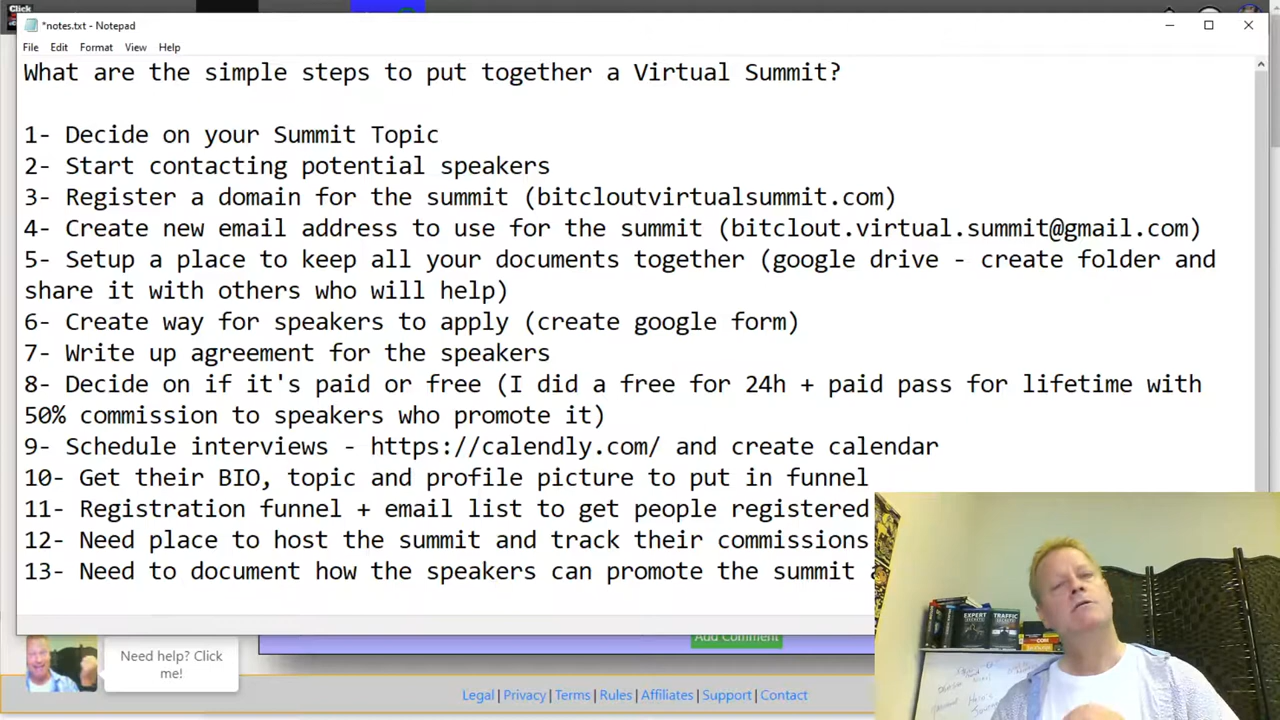 Click
*notes.txt - Notepad
File Edit Format View Help
What are the simple steps to put together a Virtual Summit?
1- Decide on your Summit Topic
2- Start contacting potential speakers
3- Register a domain for the summit (bitcloutvirtualsummit.com)
4- Create new email address to use for the summit (bitclout.virtual.summit@gmail.com)
5- Setup a place to keep all your documents together (google drive - create folder and
share it with others who will help)
6- Create way for speakers to apply (create google form)
7- Write up agreement for the speakers
8- Decide on if it's paid or free (I did a free for 24h + paid pass for lifetime with
50% commission to speakers who promote it)
9- Schedule interviews - https://calendly.com/ and create calendar
10- Get their BIO, topic and profile picture to put in funnel
11- Registration funnel + email list to get people registered
12- Need place to host the summit and track their commissions
13- Need to document how the speakers can promote the summit
EXPERT
SECRETS
TRAFFIC
SECRETS
Add Comment
Need help? Click
me!
Legal | Privacy | Terms | Rules | Affiliates | Support | Contact